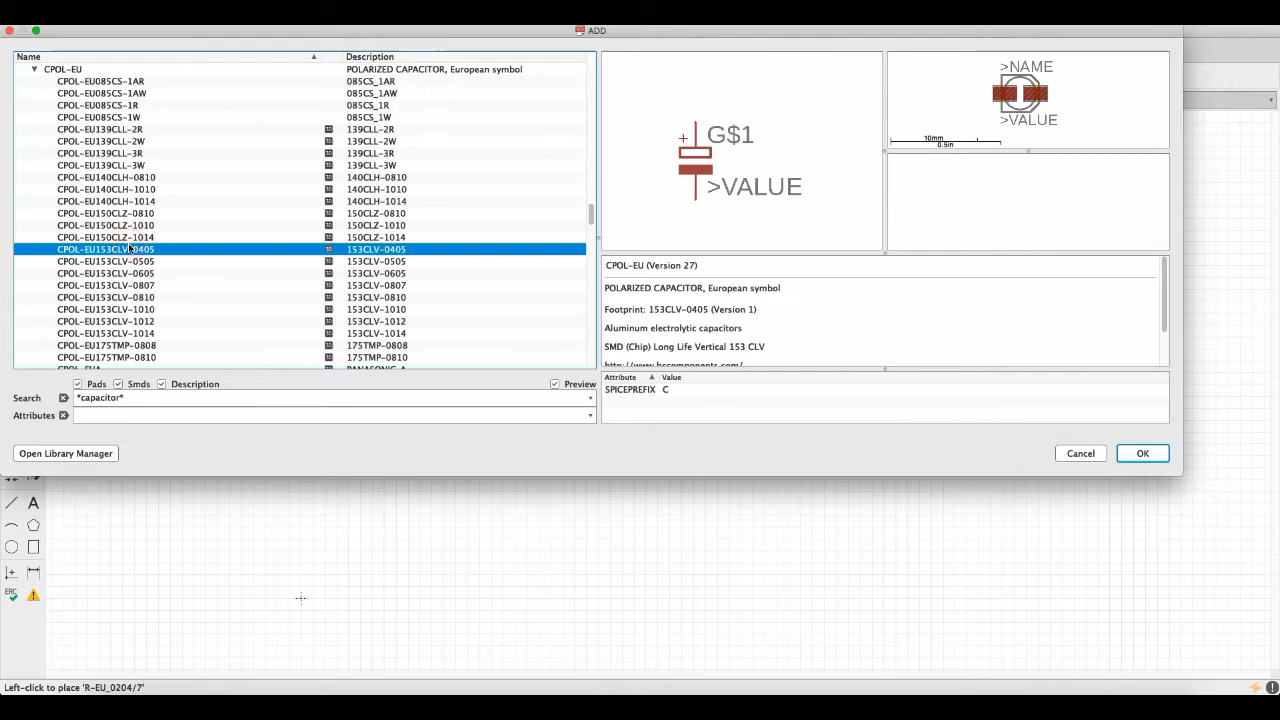 ADD
Name Description
CPOL-EU POLARIZED CAPACITOR, European symbol
CPOL-EU085CS-1AR 085CS_1AR
CPOL-EU085CS-1AW 085CS_1AW
CPOL-EU085CS-1R 085CS_1R
CPOL-EU085CS-1W 085CS_1W
CPOL-EU139CLL-2R 139CLL-2R
CPOL-EU139CLL-2W 139CLL-2W
CPOL-EU139CLL-3R 139CLL-3R
CPOL-EU139CLL-3W 139CLL-3W
CPOL-EU140CLH-0810 140CLH-0810
CPOL-EU140CLH-1010 140CLH-1010
CPOL-EU140CLH-1014 140CLH-1014
CPOL-EU150CLZ-0810 150CLZ-0810
CPOL-EU150CLZ-1010 150CLZ-1010
CPOL-EU150CLZ-1014 150CLZ-1014
CPOL-EU153CLV-0405 153CLV-0405
CPOL-EU153CLV-0505 153CLV-0505
CPOL-EU153CLV-0605 153CLV-0605
CPOL-EU153CLV-0807 153CLV-0807
CPOL-EU153CLV-0810 153CLV-0810
CPOL-EU153CLV-1010 153CLV-1010
CPOL-EU153CLV-1012 153CLV-1012
CPOL-EU153CLV-1014 153CLV-1014
CPOL-EU175TMP-0808 175TMP-0808
CPOL-EU175TMP-0810 175TMP-0810
CPOL-EUA PANASONIC_A
Pads Smds Description Preview
Search *capacitor*
Attributes
Open Library Manager
+ G$1
>VALUE
>NAME
>VALUE
10mm
0.5in
CPOL-EU (Version 27)
POLARIZED CAPACITOR, European symbol
Footprint: 153CLV-0405 (Version 1)
Aluminum electrolytic capacitors
SMD (Chip) Long Life Vertical 153 CLV
http://www.bccomponents.com/
Attribute Value
SPICEPREFIX C
Cancel OK
A
ERC
Left-click to place 'R-EU_0204/7'